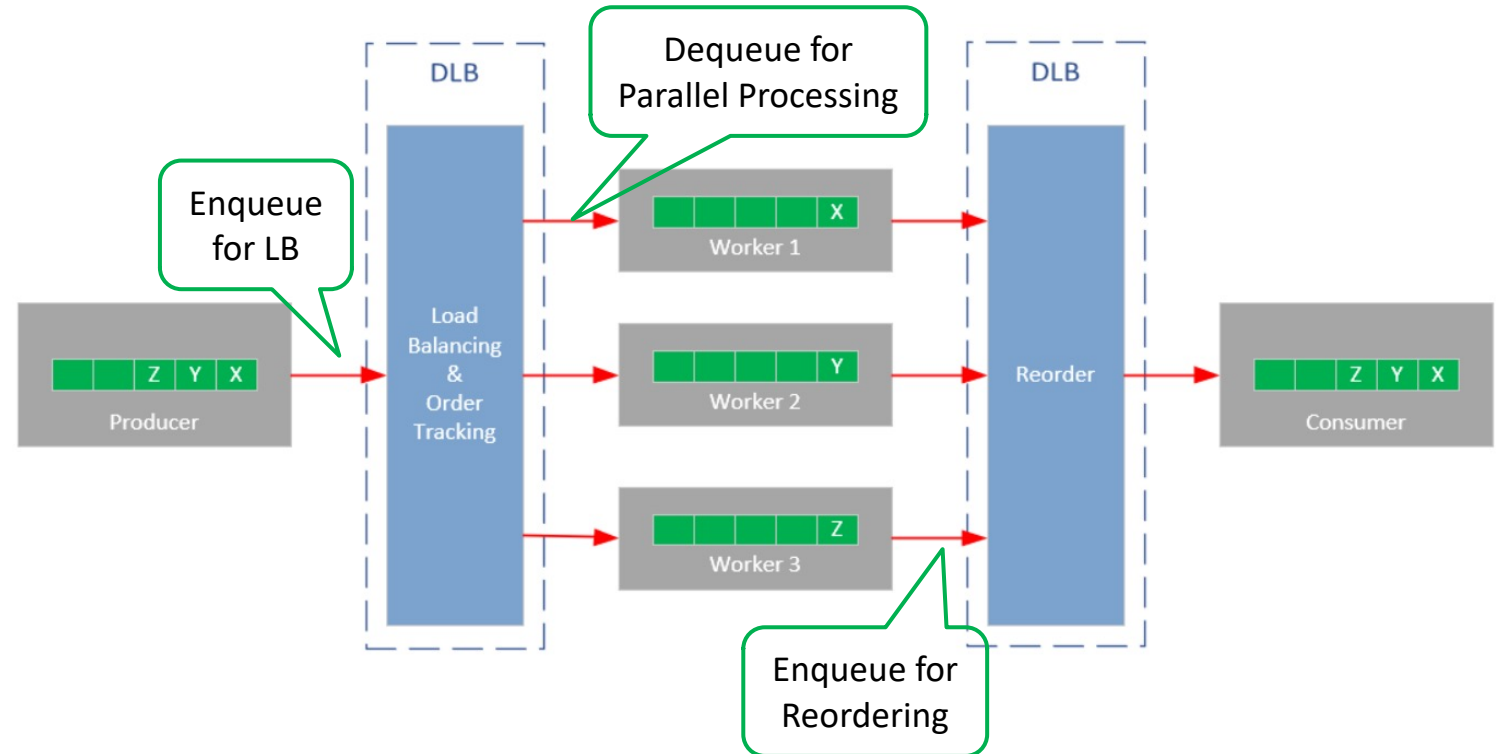 DLB
Dequeue for
Parallel Processing
DLB
Enqueue
for LB
X
Worker 1
Load
Balancing
&
Order
Tracking
Z Y X
Producer
Y
Worker 2
Reorder
Z Y X
Consumer
Z
Worker 3
Enqueue for
Reordering